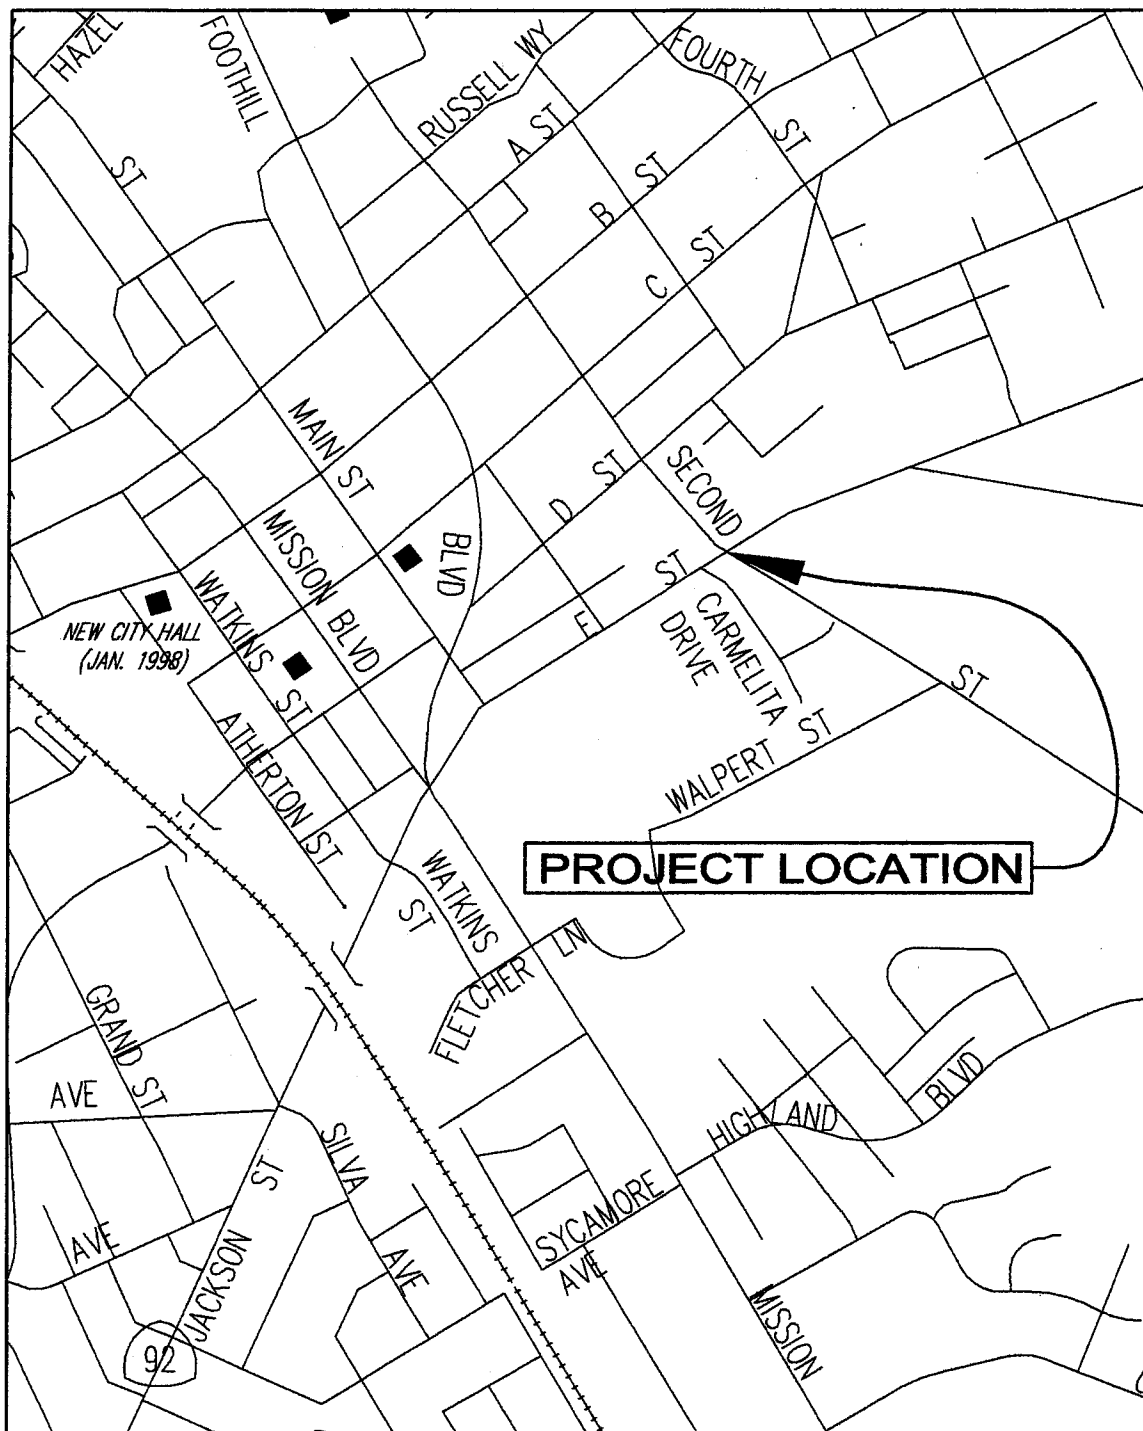 HAZEL
ST
FOOTHILL
BLVD
RUSSELL WY
FOURTH
ST
A ST
B ST
C ST
D ST
E ST
MAIN ST
SECOND
ST
MISSION BLVD
WATKINS ST
NEW CITY HALL
(JAN. 1998)
CARMELITA
DRIVE
ATHERTON ST
WALPERT ST
PROJECT LOCATION
WATKINS
ST
FLETCHER LN
GRAND ST
AVE
SILVA
AVE
HIGHLAND
BLVD
SYCAMORE
AVE
AVE
JACKSON ST
92
MISSION